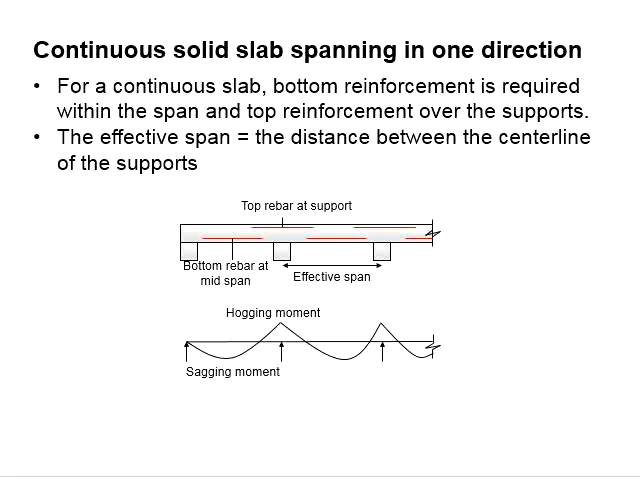 Continuous solid slab spanning in one direction
• For a continuous slab, bottom reinforcement is required
within the span and top reinforcement over the supports.
• The effective span = the distance between the centerline
of the supports
Top rebar at support
Bottom rebar at
mid span
Effective span
Hogging moment
Sagging moment